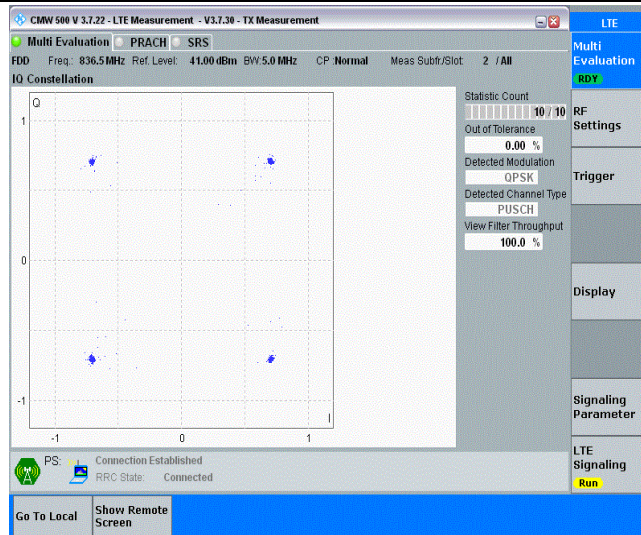 CMW 500 V 3.7.22 - LTE Measurement - V3.7.30 - TX Measurement
LTE
Multi Evaluation PRACH SRS
Multi
Evaluation
RDY
FDD Freq.: 836.5 MHz Ref. Level: 41.00 dBm BW: 5.0 MHz CP :Normal Meas Subfr./Slot: 2 / All
IQ Constellation
Q
1
0
-1
-1 0 1
I
Statistic Count
10 / 10
Out of Tolerance
0.00 %
Detected Modulation
QPSK
Detected Channel Type
PUSCH
View Filter Throughput
100.0 %
RF
Settings
Trigger
Display
Signaling
Parameter
LTE
Signaling
Run
PS: Connection Established
RRC State: Connected
Go To Local
Show Remote
Screen